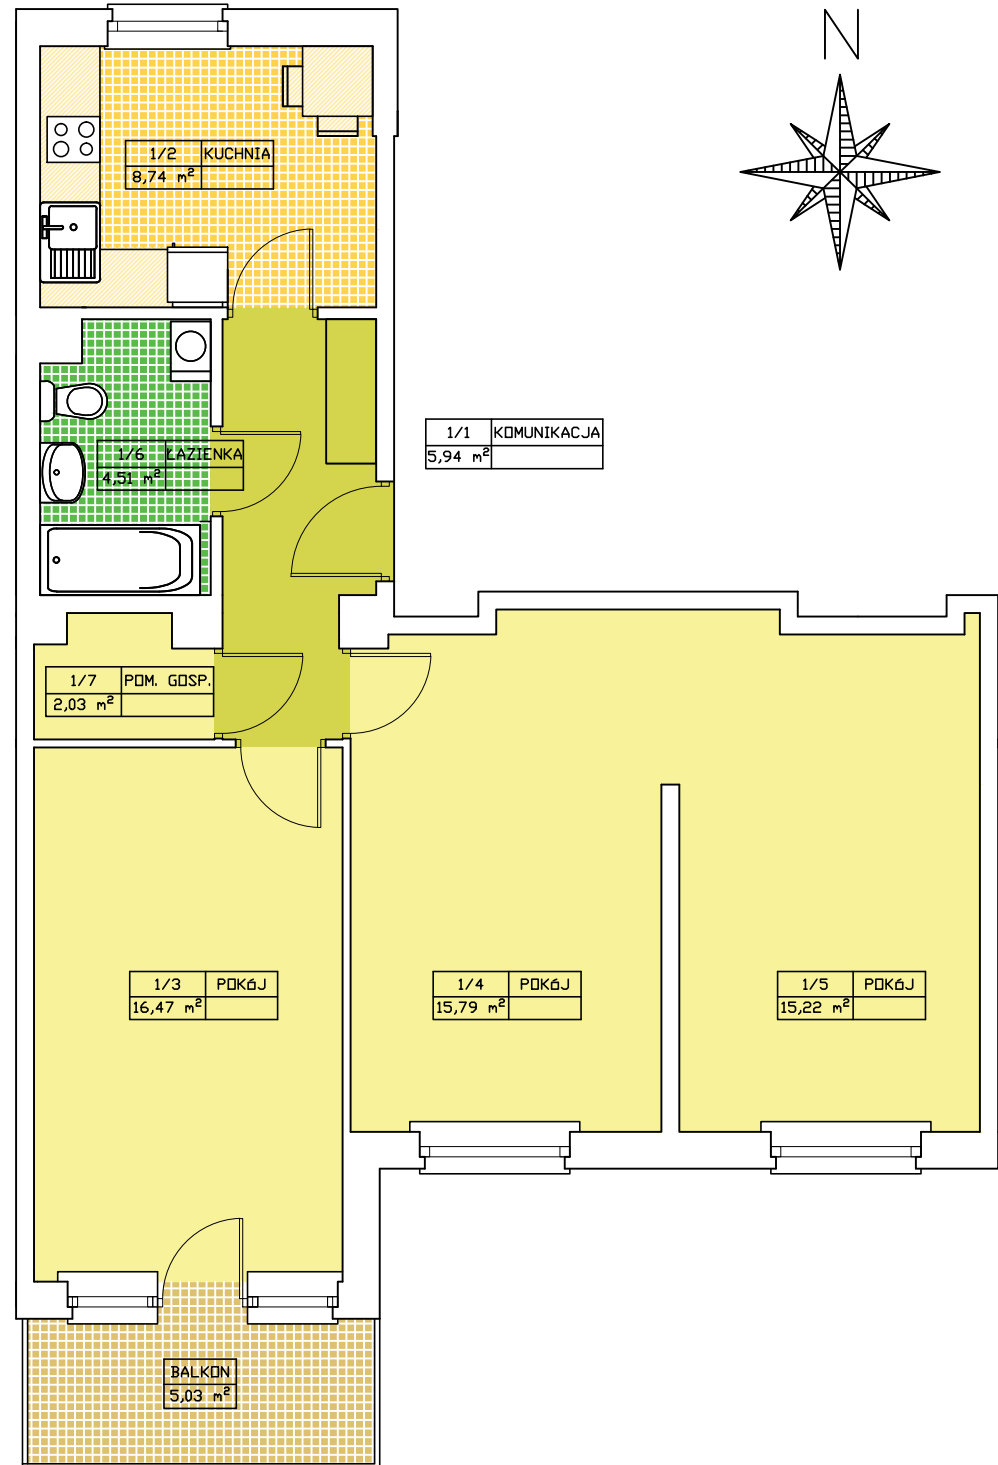 N
1/2 KUCHNIA
8,74 m²
1/1 KOMUNIKACJA
5,94 m²
1/6 ŁAZIENKA
4,51 m²
1/7 POM. GOSP.
2,03 m²
1/3 POKóJ
16,47 m²
1/4 POKóJ
15,79 m²
1/5 POKóJ
15,22 m²
BALKON
5,03 m²